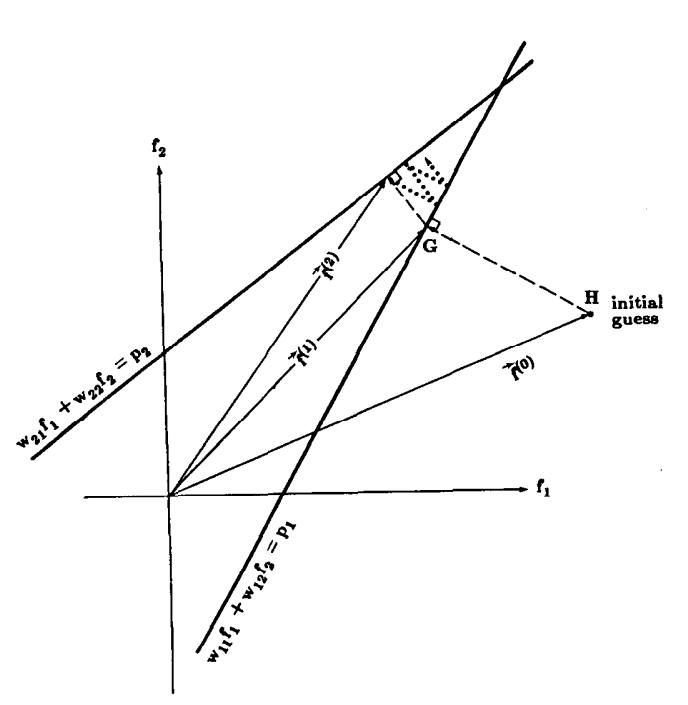 f₂
f⃗⁽²⁾
G
H initial
guess
f⃗⁽¹⁾
f⃗⁽⁰⁾
w₂₁f₁ + w₂₂f₂ = p₂
f₁
w₁₁f₁ + w₁₂f₂ = p₁